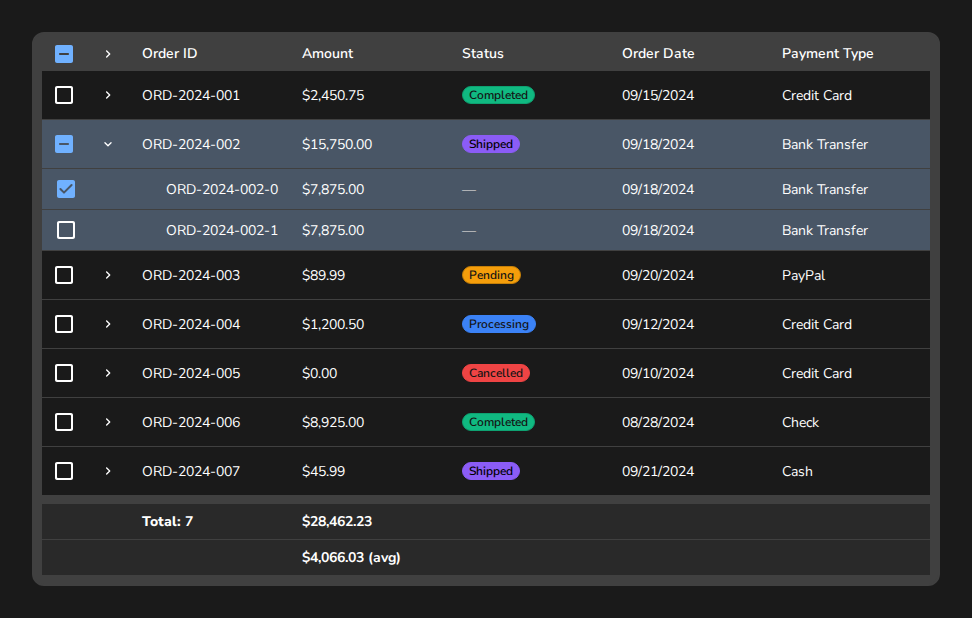 Order ID Amount Status Order Date Payment Type
ORD-2024-001 $2,450.75 Completed 09/15/2024 Credit Card
ORD-2024-002 $15,750.00 Shipped 09/18/2024 Bank Transfer
ORD-2024-002-0 $7,875.00 — 09/18/2024 Bank Transfer
ORD-2024-002-1 $7,875.00 — 09/18/2024 Bank Transfer
ORD-2024-003 $89.99 Pending 09/20/2024 PayPal
ORD-2024-004 $1,200.50 Processing 09/12/2024 Credit Card
ORD-2024-005 $0.00 Cancelled 09/10/2024 Credit Card
ORD-2024-006 $8,925.00 Completed 08/28/2024 Check
ORD-2024-007 $45.99 Shipped 09/21/2024 Cash
Total: 7 $28,462.23
$4,066.03 (avg)